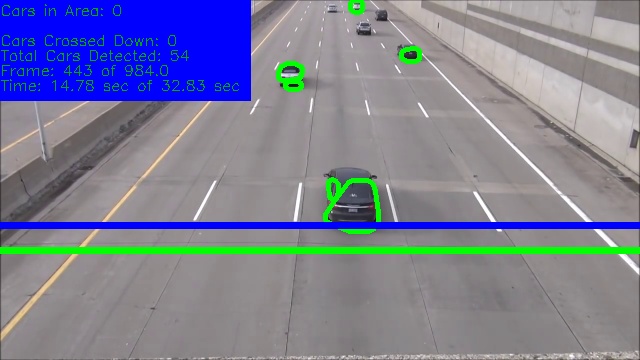 Cars in Area: 0
Cars Crossed Down: 0
Total Cars Detected: 54
Frame: 443 of 984.0
Time: 14.78 sec of 32.83 sec